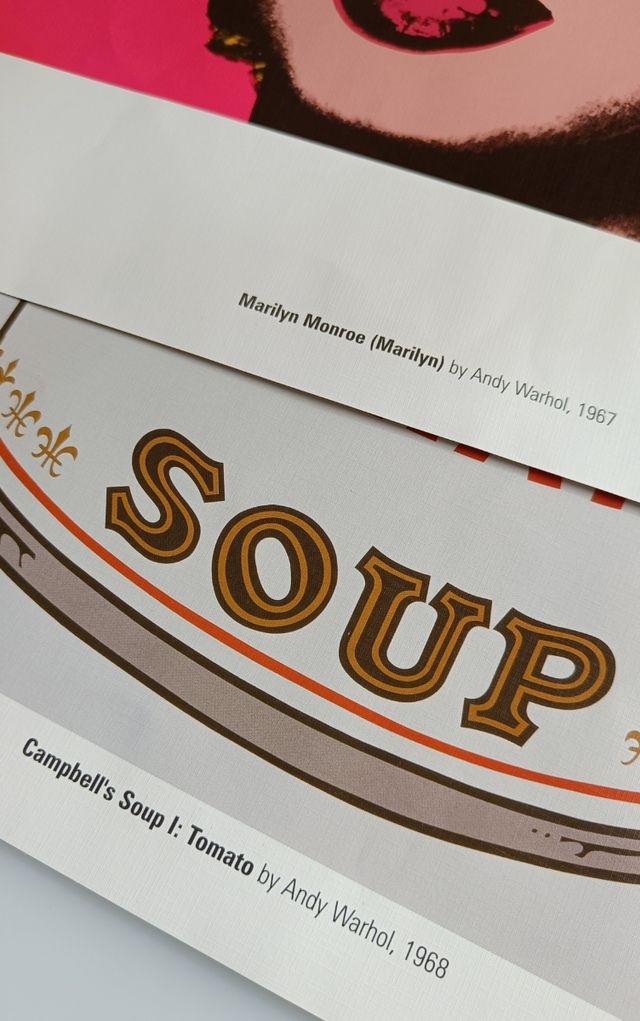 Marilyn Monroe (Marilyn) by Andy Warhol, 1967
SOUP
Campbell's Soup I: Tomato by Andy Warhol, 1968